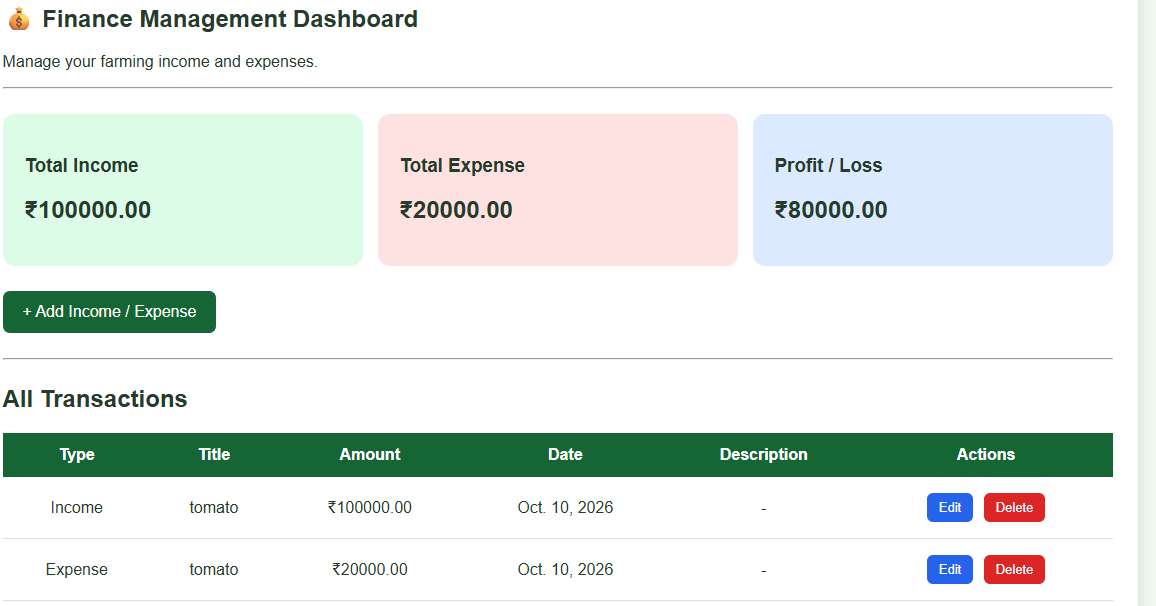 Finance Management Dashboard
Manage your farming income and expenses.
Total Income Total Expense Profit / Loss
₹100000.00 ₹20000.00 ₹80000.00
+ Add Income / Expense
All Transactions
Type Title Amount Date Description Actions
Income tomato ₹100000.00 Oct. 10, 2026 - Edit Delete
Expense tomato ₹20000.00 Oct. 10, 2026 - Edit Delete